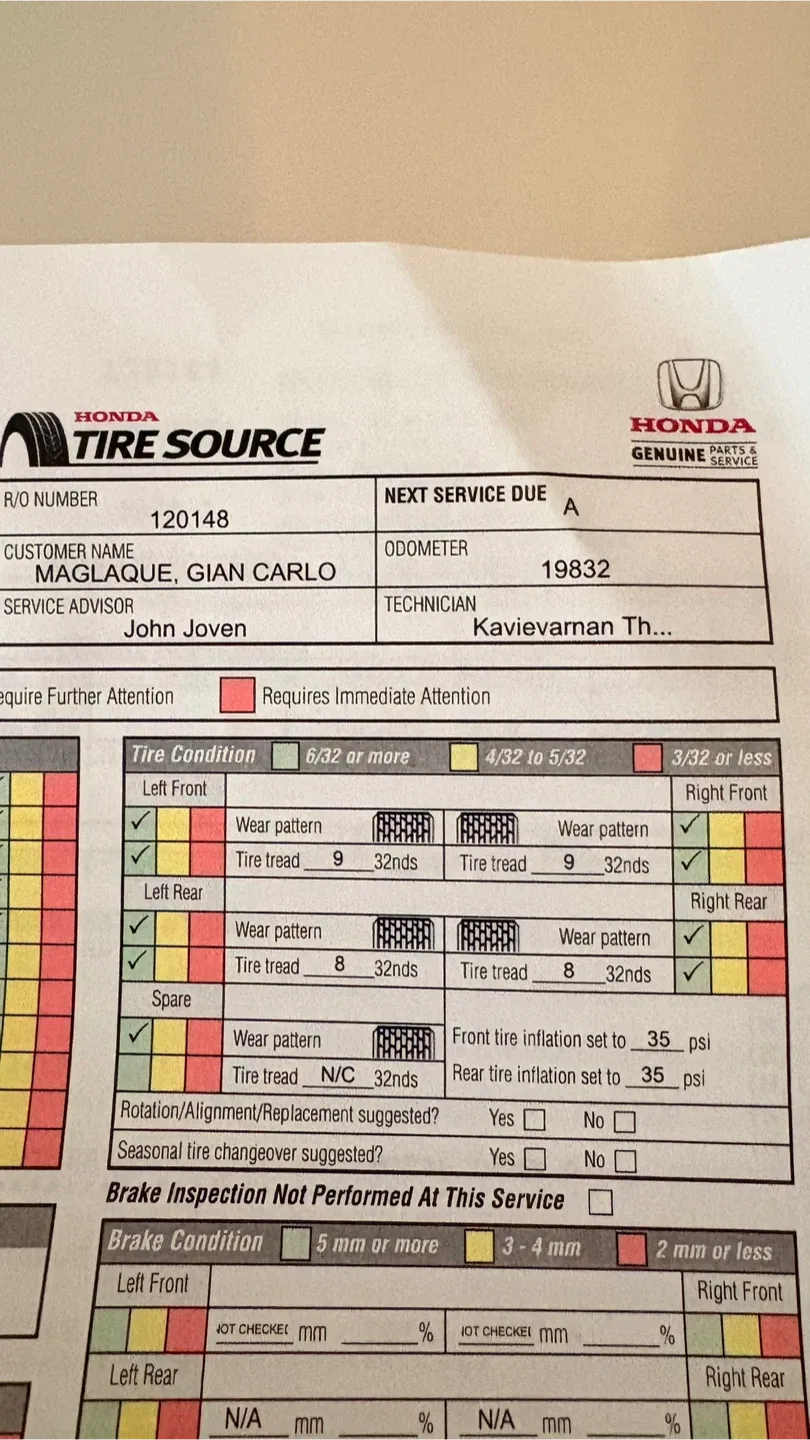 HONDA
TIRE SOURCE
HONDA
GENUINE PARTS & SERVICE
R/O NUMBER 120148
NEXT SERVICE DUE A
CUSTOMER NAME MAGLAQUE, GIAN CARLO
ODOMETER 19832
SERVICE ADVISOR John Joven
TECHNICIAN Kavievarnan Th...
equire Further Attention Requires Immediate Attention
Tire Condition 6/32 or more 4/32 to 5/32 3/32 or less
Left Front Right Front
Wear pattern Wear pattern
Tire tread 9 32nds Tire tread 9 32nds
Left Rear Right Rear
Wear pattern Wear pattern
Tire tread 8 32nds Tire tread 8 32nds
Spare
Wear pattern Front tire inflation set to 35 psi
Tire tread N/C 32nds Rear tire inflation set to 35 psi
Rotation/Alignment/Replacement suggested? Yes No
Seasonal tire changeover suggested? Yes No
Brake Inspection Not Performed At This Service
Brake Condition 5 mm or more 3 - 4 mm 2 mm or less
Left Front Right Front
IOT CHECKE( mm % IOT CHECKE( mm %
Left Rear Right Rear
N/A mm % N/A mm %